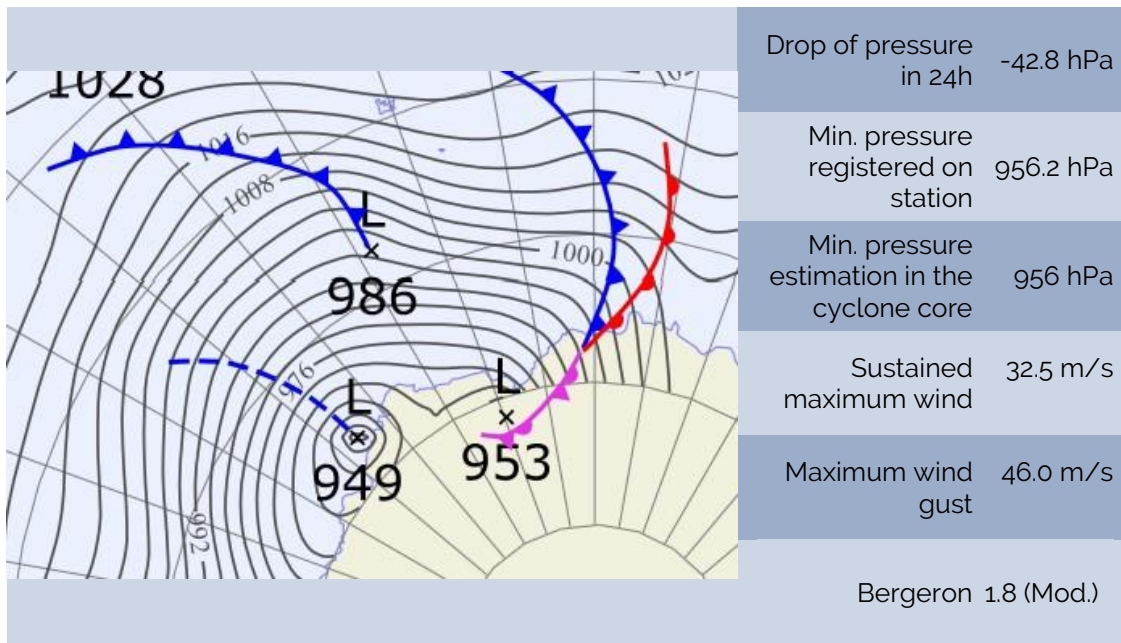 1028
1016
1008
L
986
1000
976
L
949
L
953
992
Drop of pressure
in 24h
-42.8 hPa
Min. pressure
registered on
station
956.2 hPa
Min. pressure
estimation in the
cyclone core
956 hPa
Sustained
maximum wind
32.5 m/s
Maximum wind
gust
46.0 m/s
Bergeron
1.8 (Mod.)